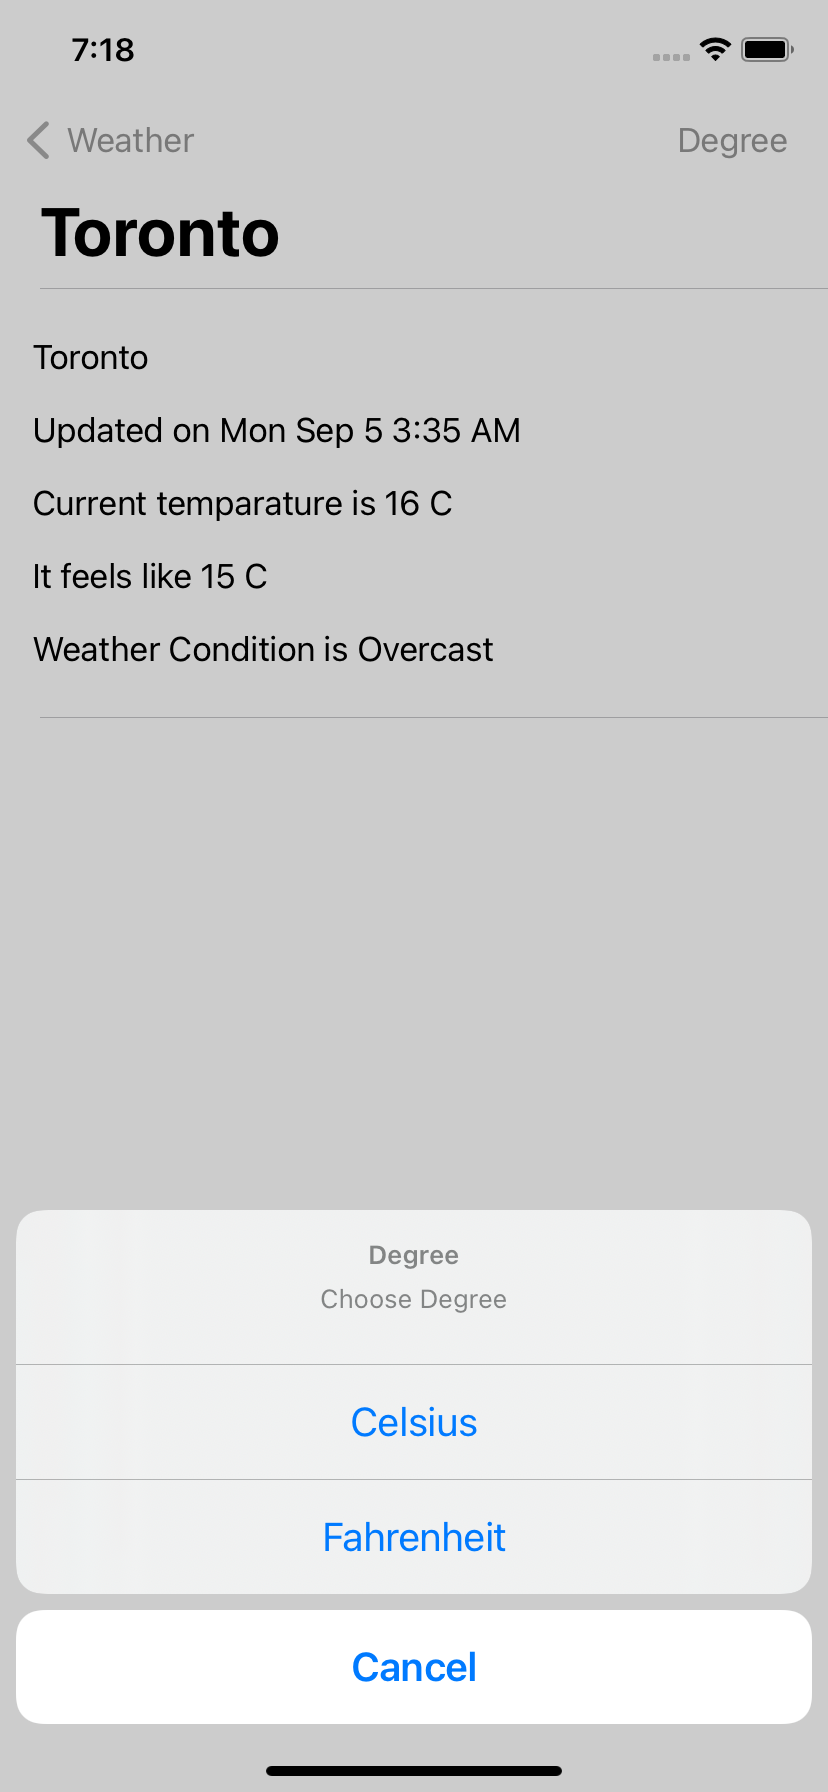 7:18
Weather
Degree
Toronto
Toronto
Updated on Mon Sep 5 3:35 AM
Current temparature is 16 C
It feels like 15 C
Weather Condition is Overcast
Degree
Choose Degree
Celsius
Fahrenheit
Cancel